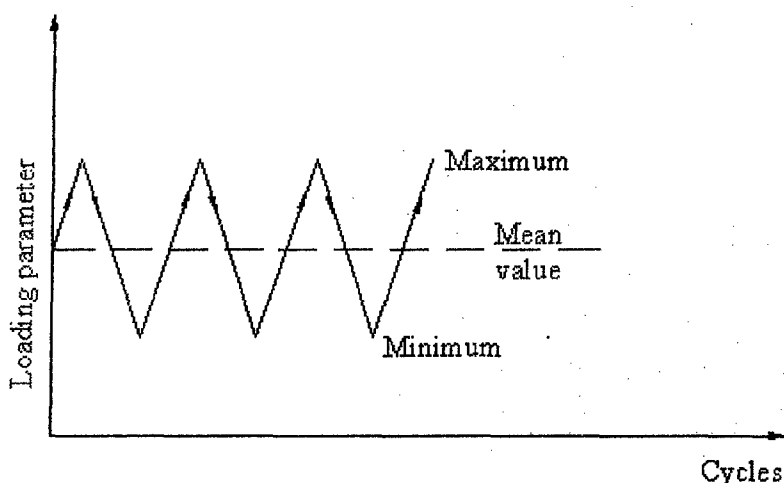 Maximum
Mean
value
Minimum
Loading parameter
Cycles